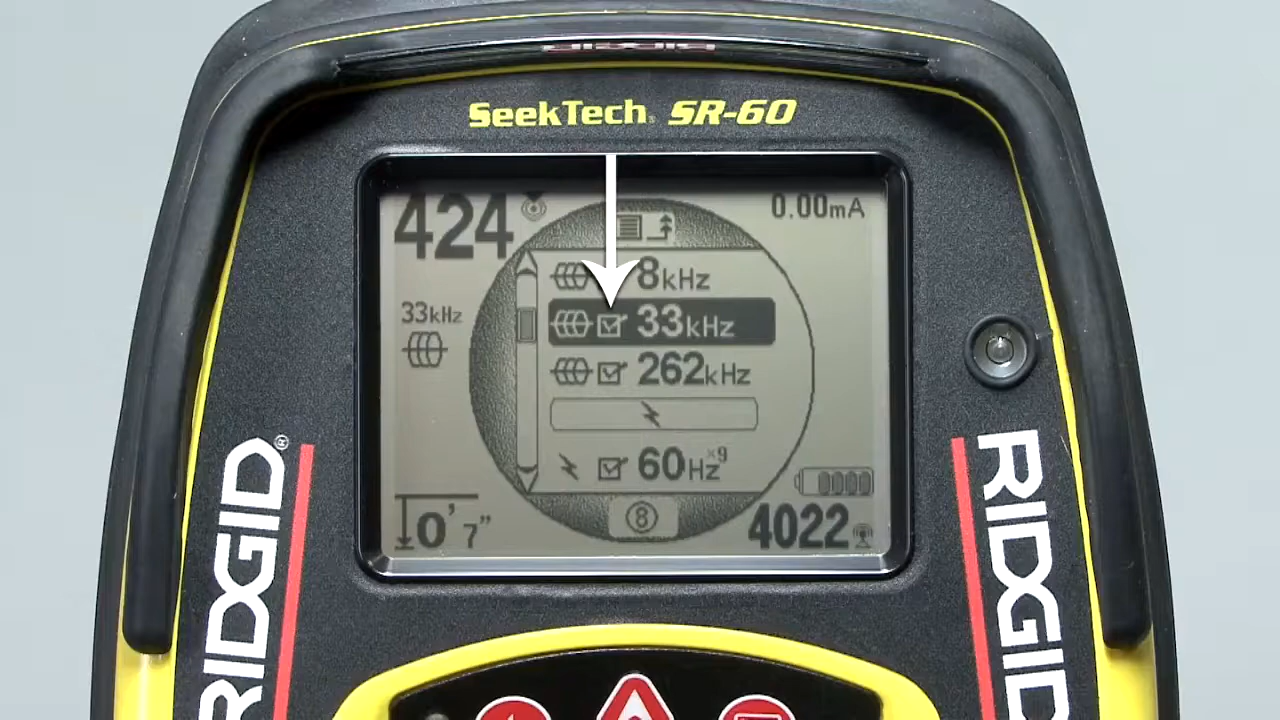 SeekTech SR-60
424
0.00mA
8kHz
33kHz
33kHz
262kHz
60Hz x9
0' 7"
8
4022
RIDGID®
RIDGID